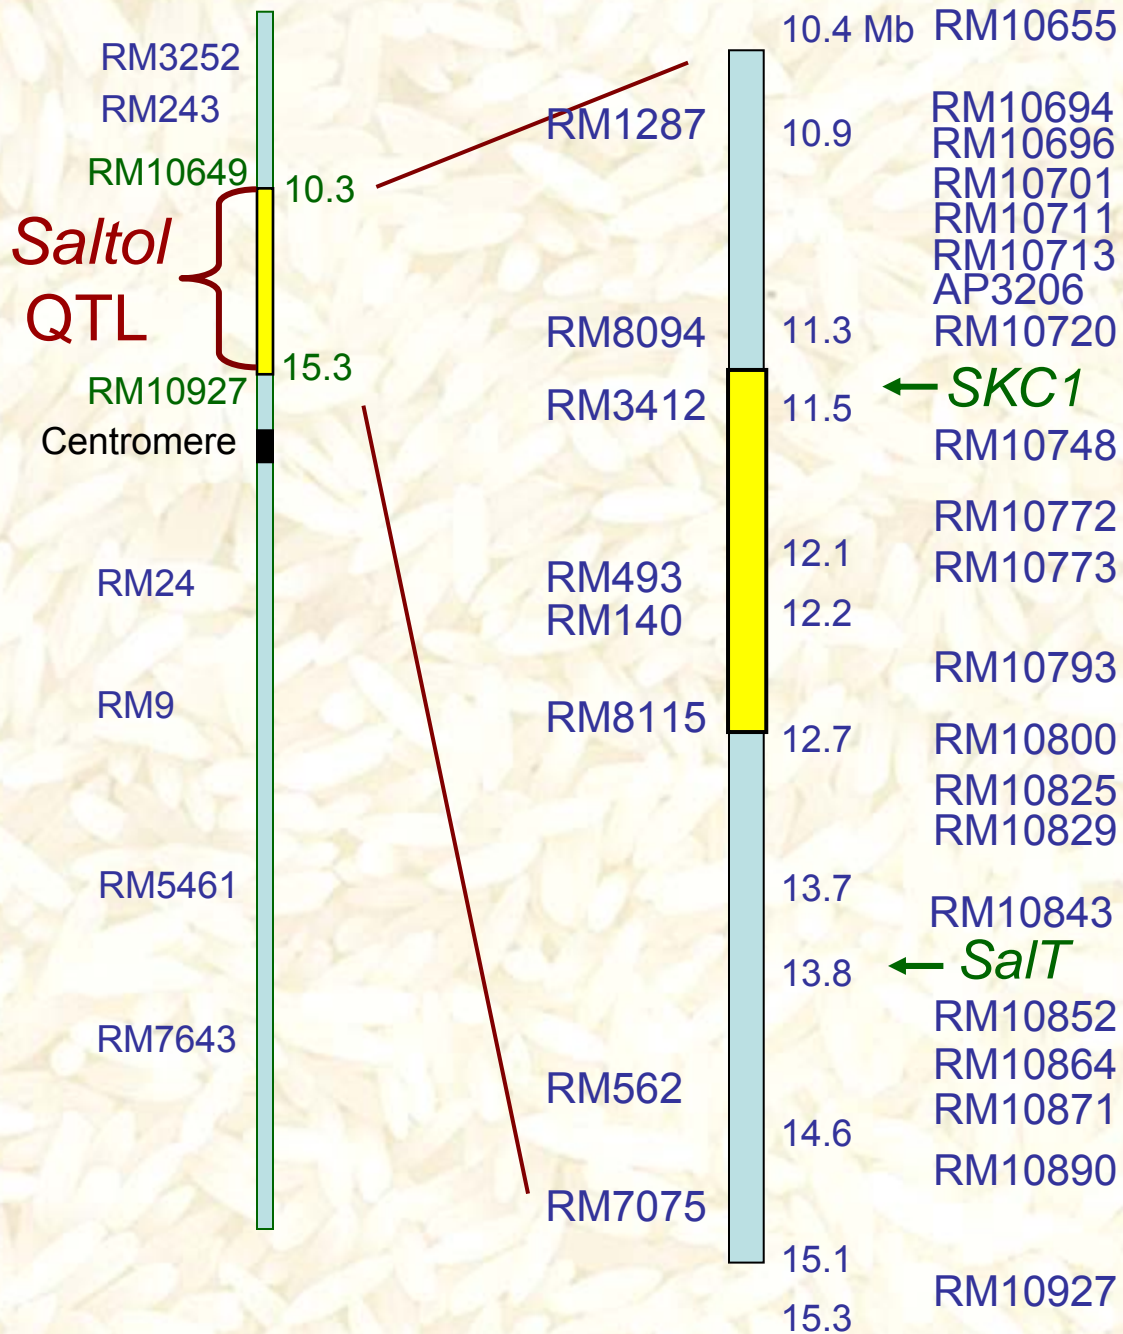 RM3252
RM243
RM10649
10.3
Saltol
QTL
15.3
RM10927
Centromere
RM24
RM9
RM5461
RM7643
RM1287
RM8094
RM3412
RM493
RM140
RM8115
RM562
RM7075
10.4 Mb
10.9
11.3
11.5
12.1
12.2
12.7
13.7
13.8
14.6
15.1
15.3
RM10655
RM10694
RM10696
RM10701
RM10711
RM10713
AP3206
RM10720
SKC1
RM10748
RM10772
RM10773
RM10793
RM10800
RM10825
RM10829
RM10843
SalT
RM10852
RM10864
RM10871
RM10890
RM10927